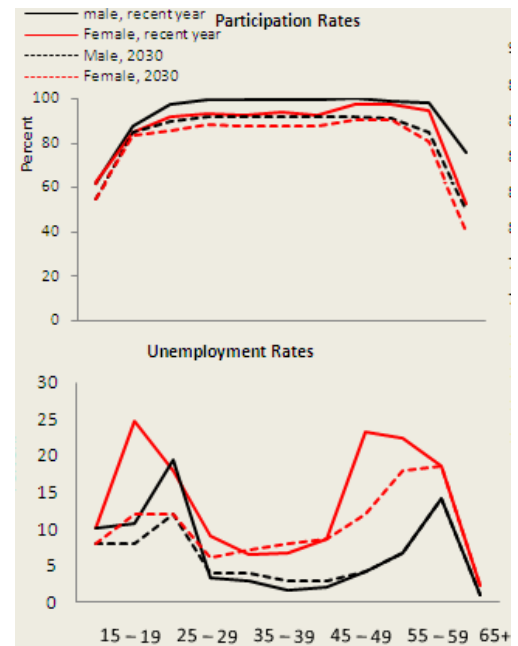 male, recent year
Participation Rates
Female, recent year
Male, 2030
Female, 2030
100
80
60
40
20
0
Percent
Unemployment Rates
30
25
20
15
10
5
0
15 – 19 25 – 29 35 – 39 45 – 49 55 – 59 65+